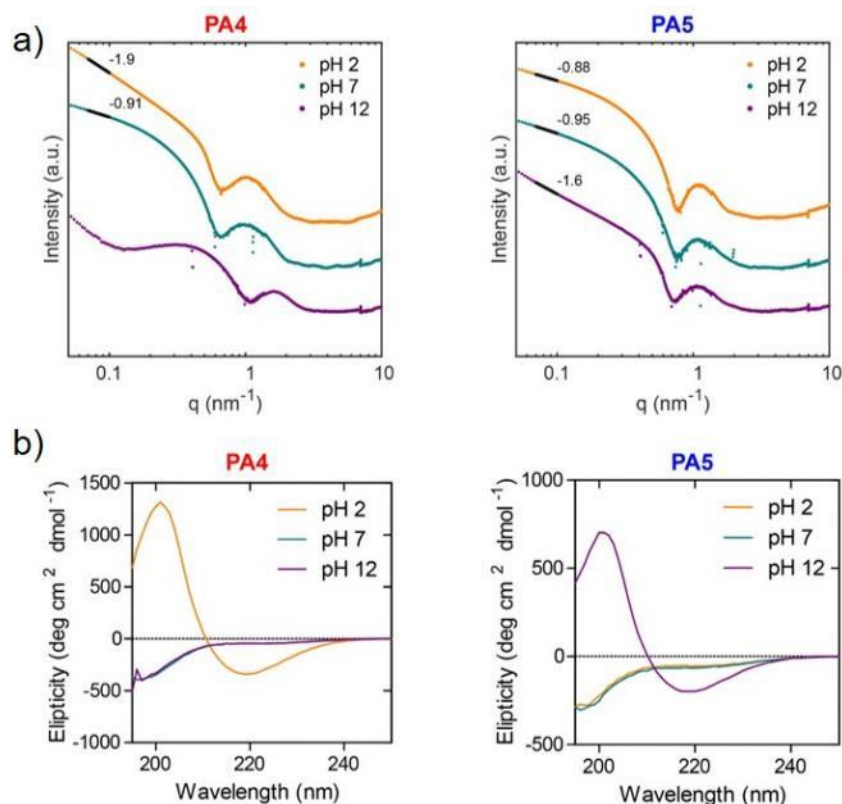 a)
PA4
-1.9
-0.91
pH 2
pH 7
pH 12
Intensity (a.u.)
0.1
1
10
q (nm⁻¹)
PA5
-0.88
-0.95
-1.6
pH 2
pH 7
pH 12
Intensity (a.u.)
0.1
1
10
q (nm⁻¹)
b)
PA4
1500
1000
500
0
-500
-1000
pH 2
pH 7
pH 12
Elipticity (deg cm² dmol⁻¹)
200
220
240
Wavelength (nm)
PA5
1000
500
0
-500
pH 2
pH 7
pH 12
Elipticity (deg cm² dmol⁻¹)
200
220
240
Wavelength (nm)